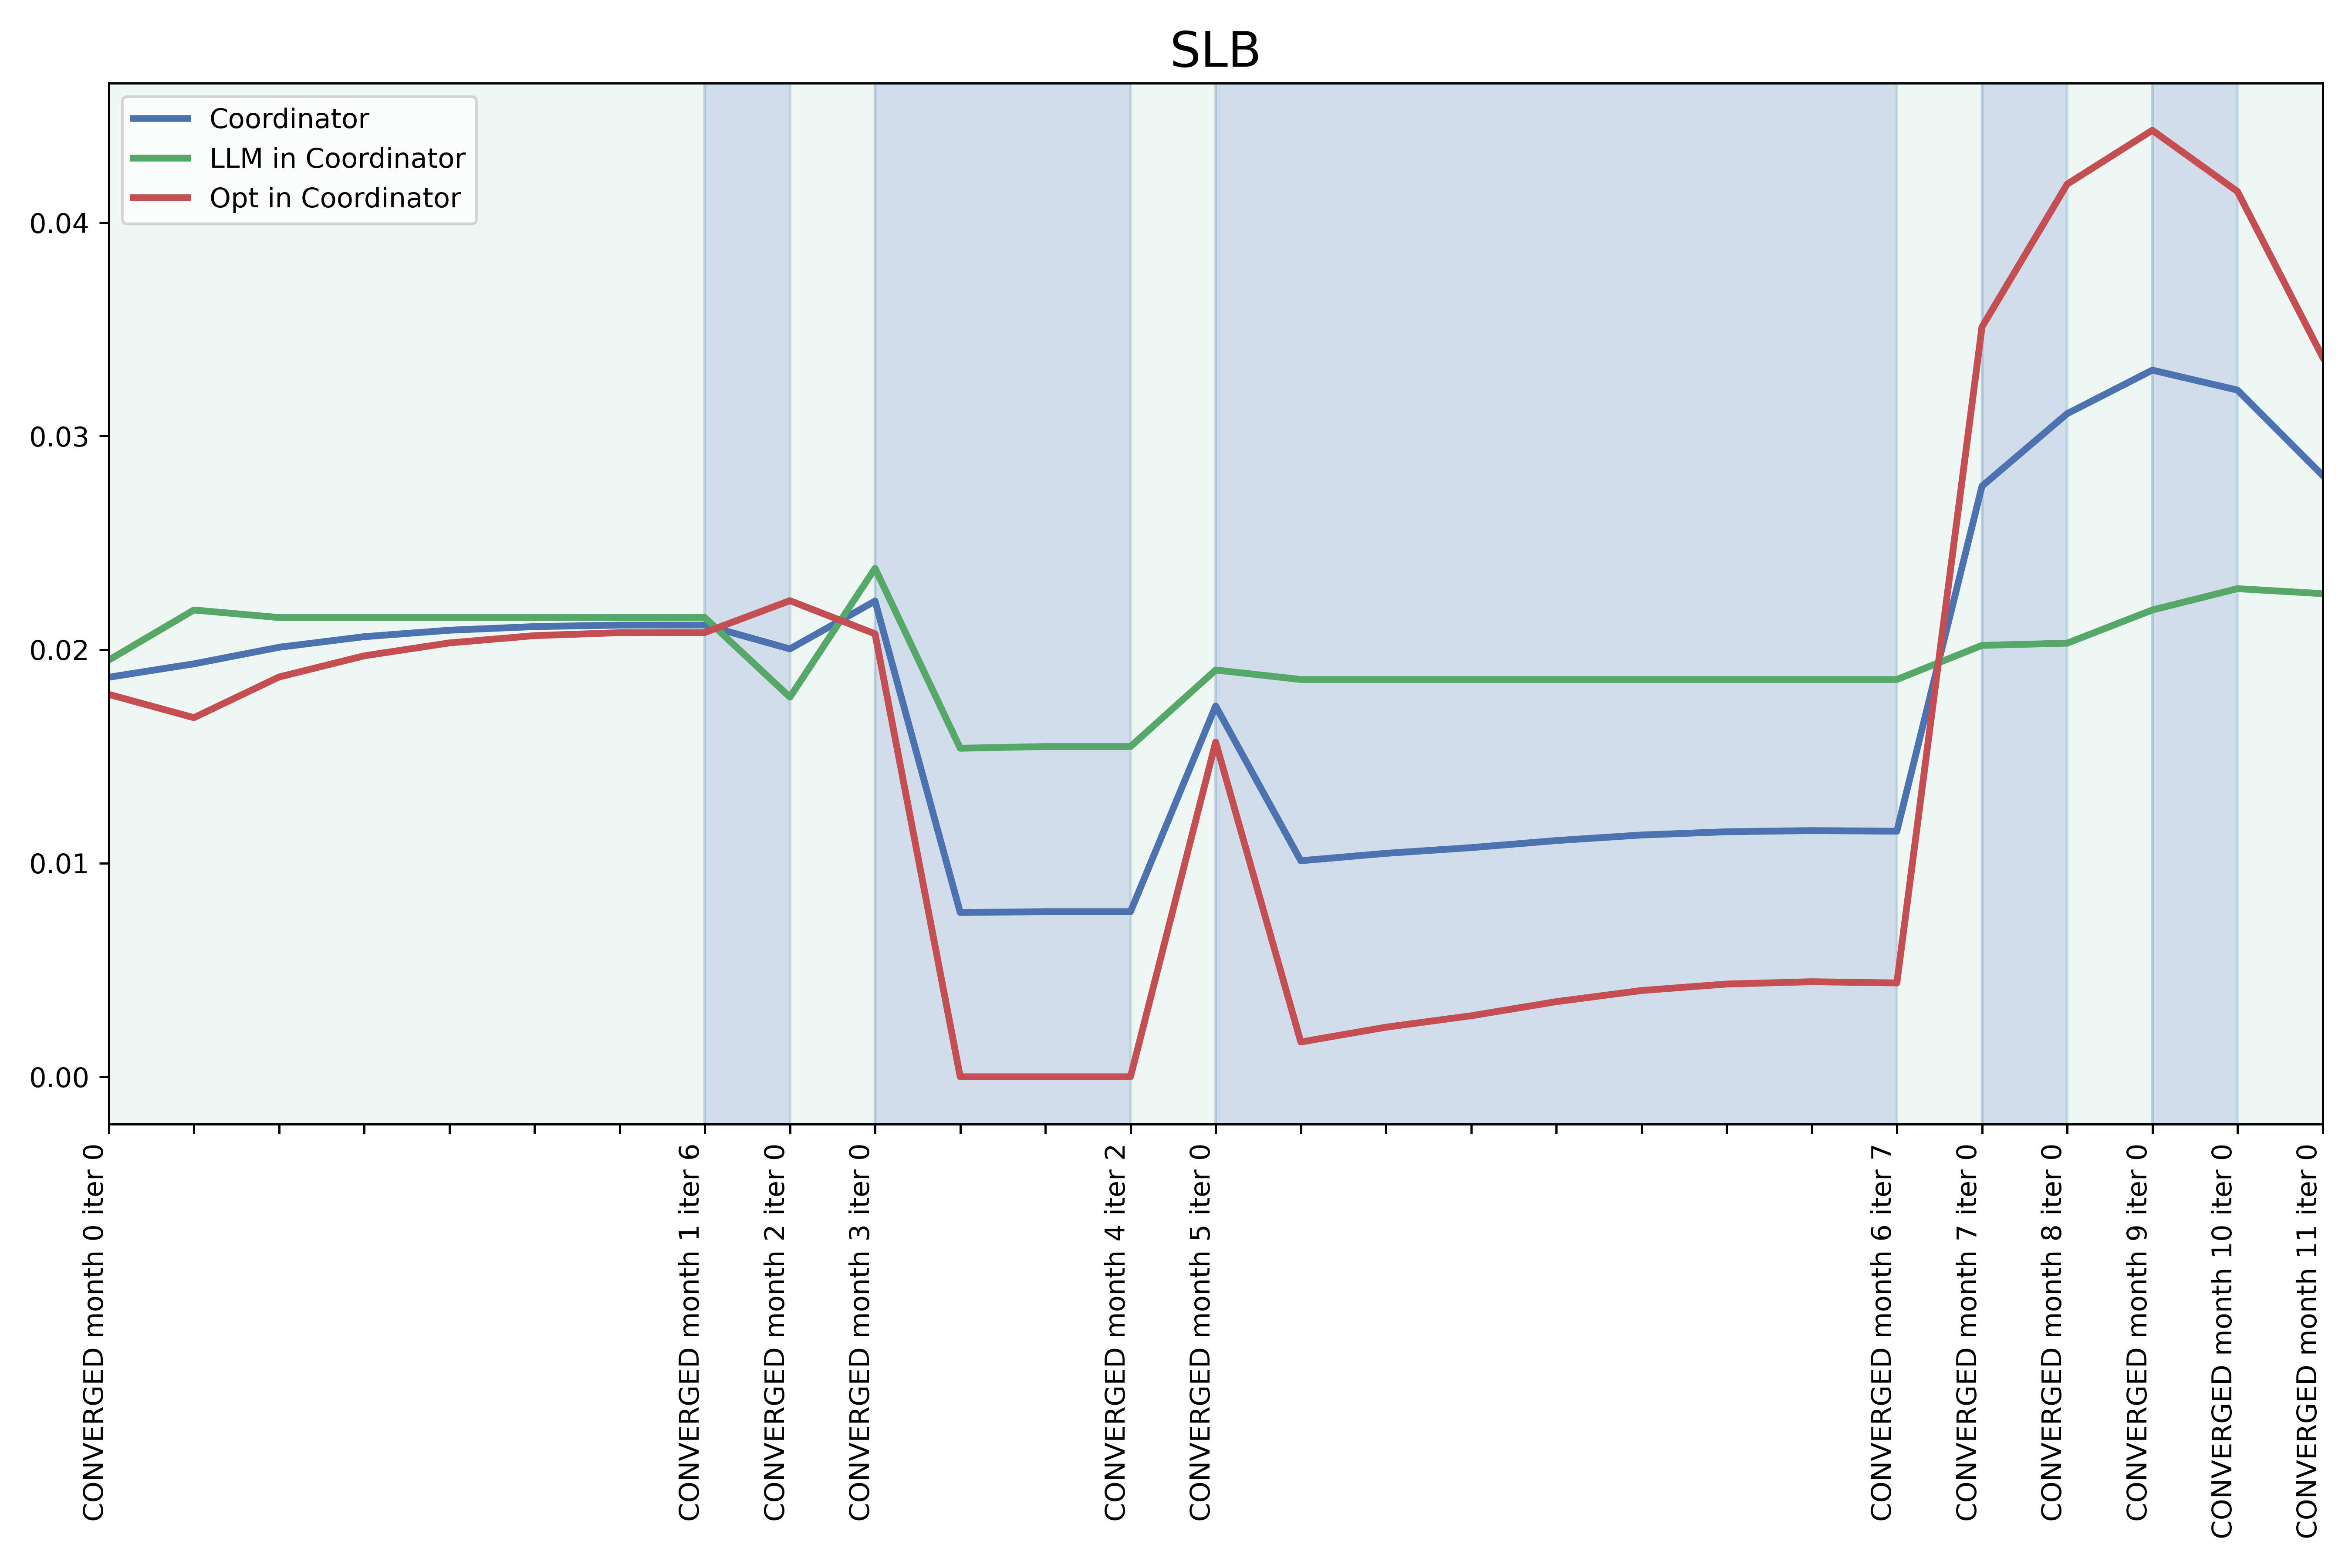 SLB
Coordinator
LLM in Coordinator
Opt in Coordinator
0.04
0.03
0.02
0.01
0.00
CONVERGED month 0 iter 0
CONVERGED month 1 iter 6
CONVERGED month 2 iter 0
CONVERGED month 3 iter 0
CONVERGED month 4 iter 2
CONVERGED month 5 iter 0
CONVERGED month 6 iter 7
CONVERGED month 7 iter 0
CONVERGED month 8 iter 0
CONVERGED month 9 iter 0
CONVERGED month 10 iter 0
CONVERGED month 11 iter 0